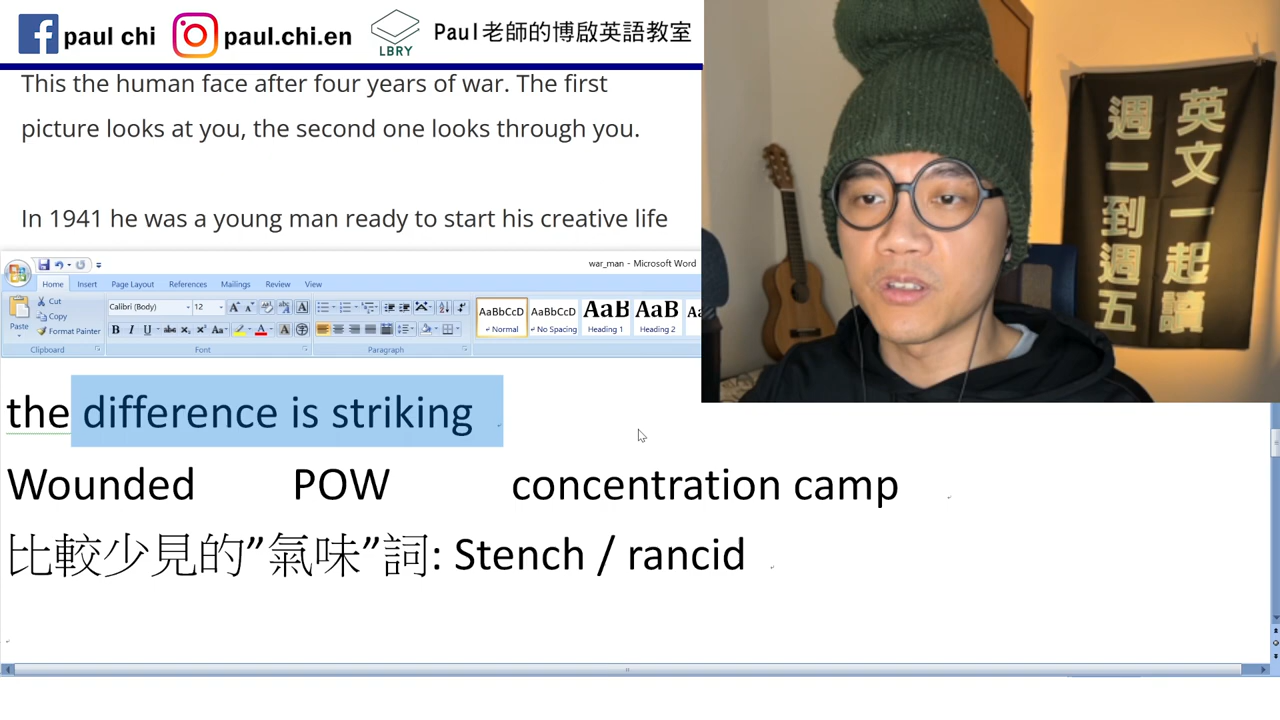 paul chi
paul.chi.en
LBRY
Paul老師的博啟英語教室
This the human face after four years of war. The first
picture looks at you, the second one looks through you.
In 1941 he was a young man ready to start his creative life
war_man - Microsoft Word
Home Insert Page Layout References Mailings Review View
Paste
Cut
Copy
Format Painter
Clipboard
Calibri (Body) 12
Font
Paragraph
AaBbCcD
Normal
AaBbCcD
No Spacing
AaB
Heading 1
AaB
Heading 2
the difference is striking
Wounded POW concentration camp
比較少見的"氣味"詞: Stench / rancid
英文一起讀
週一到週五